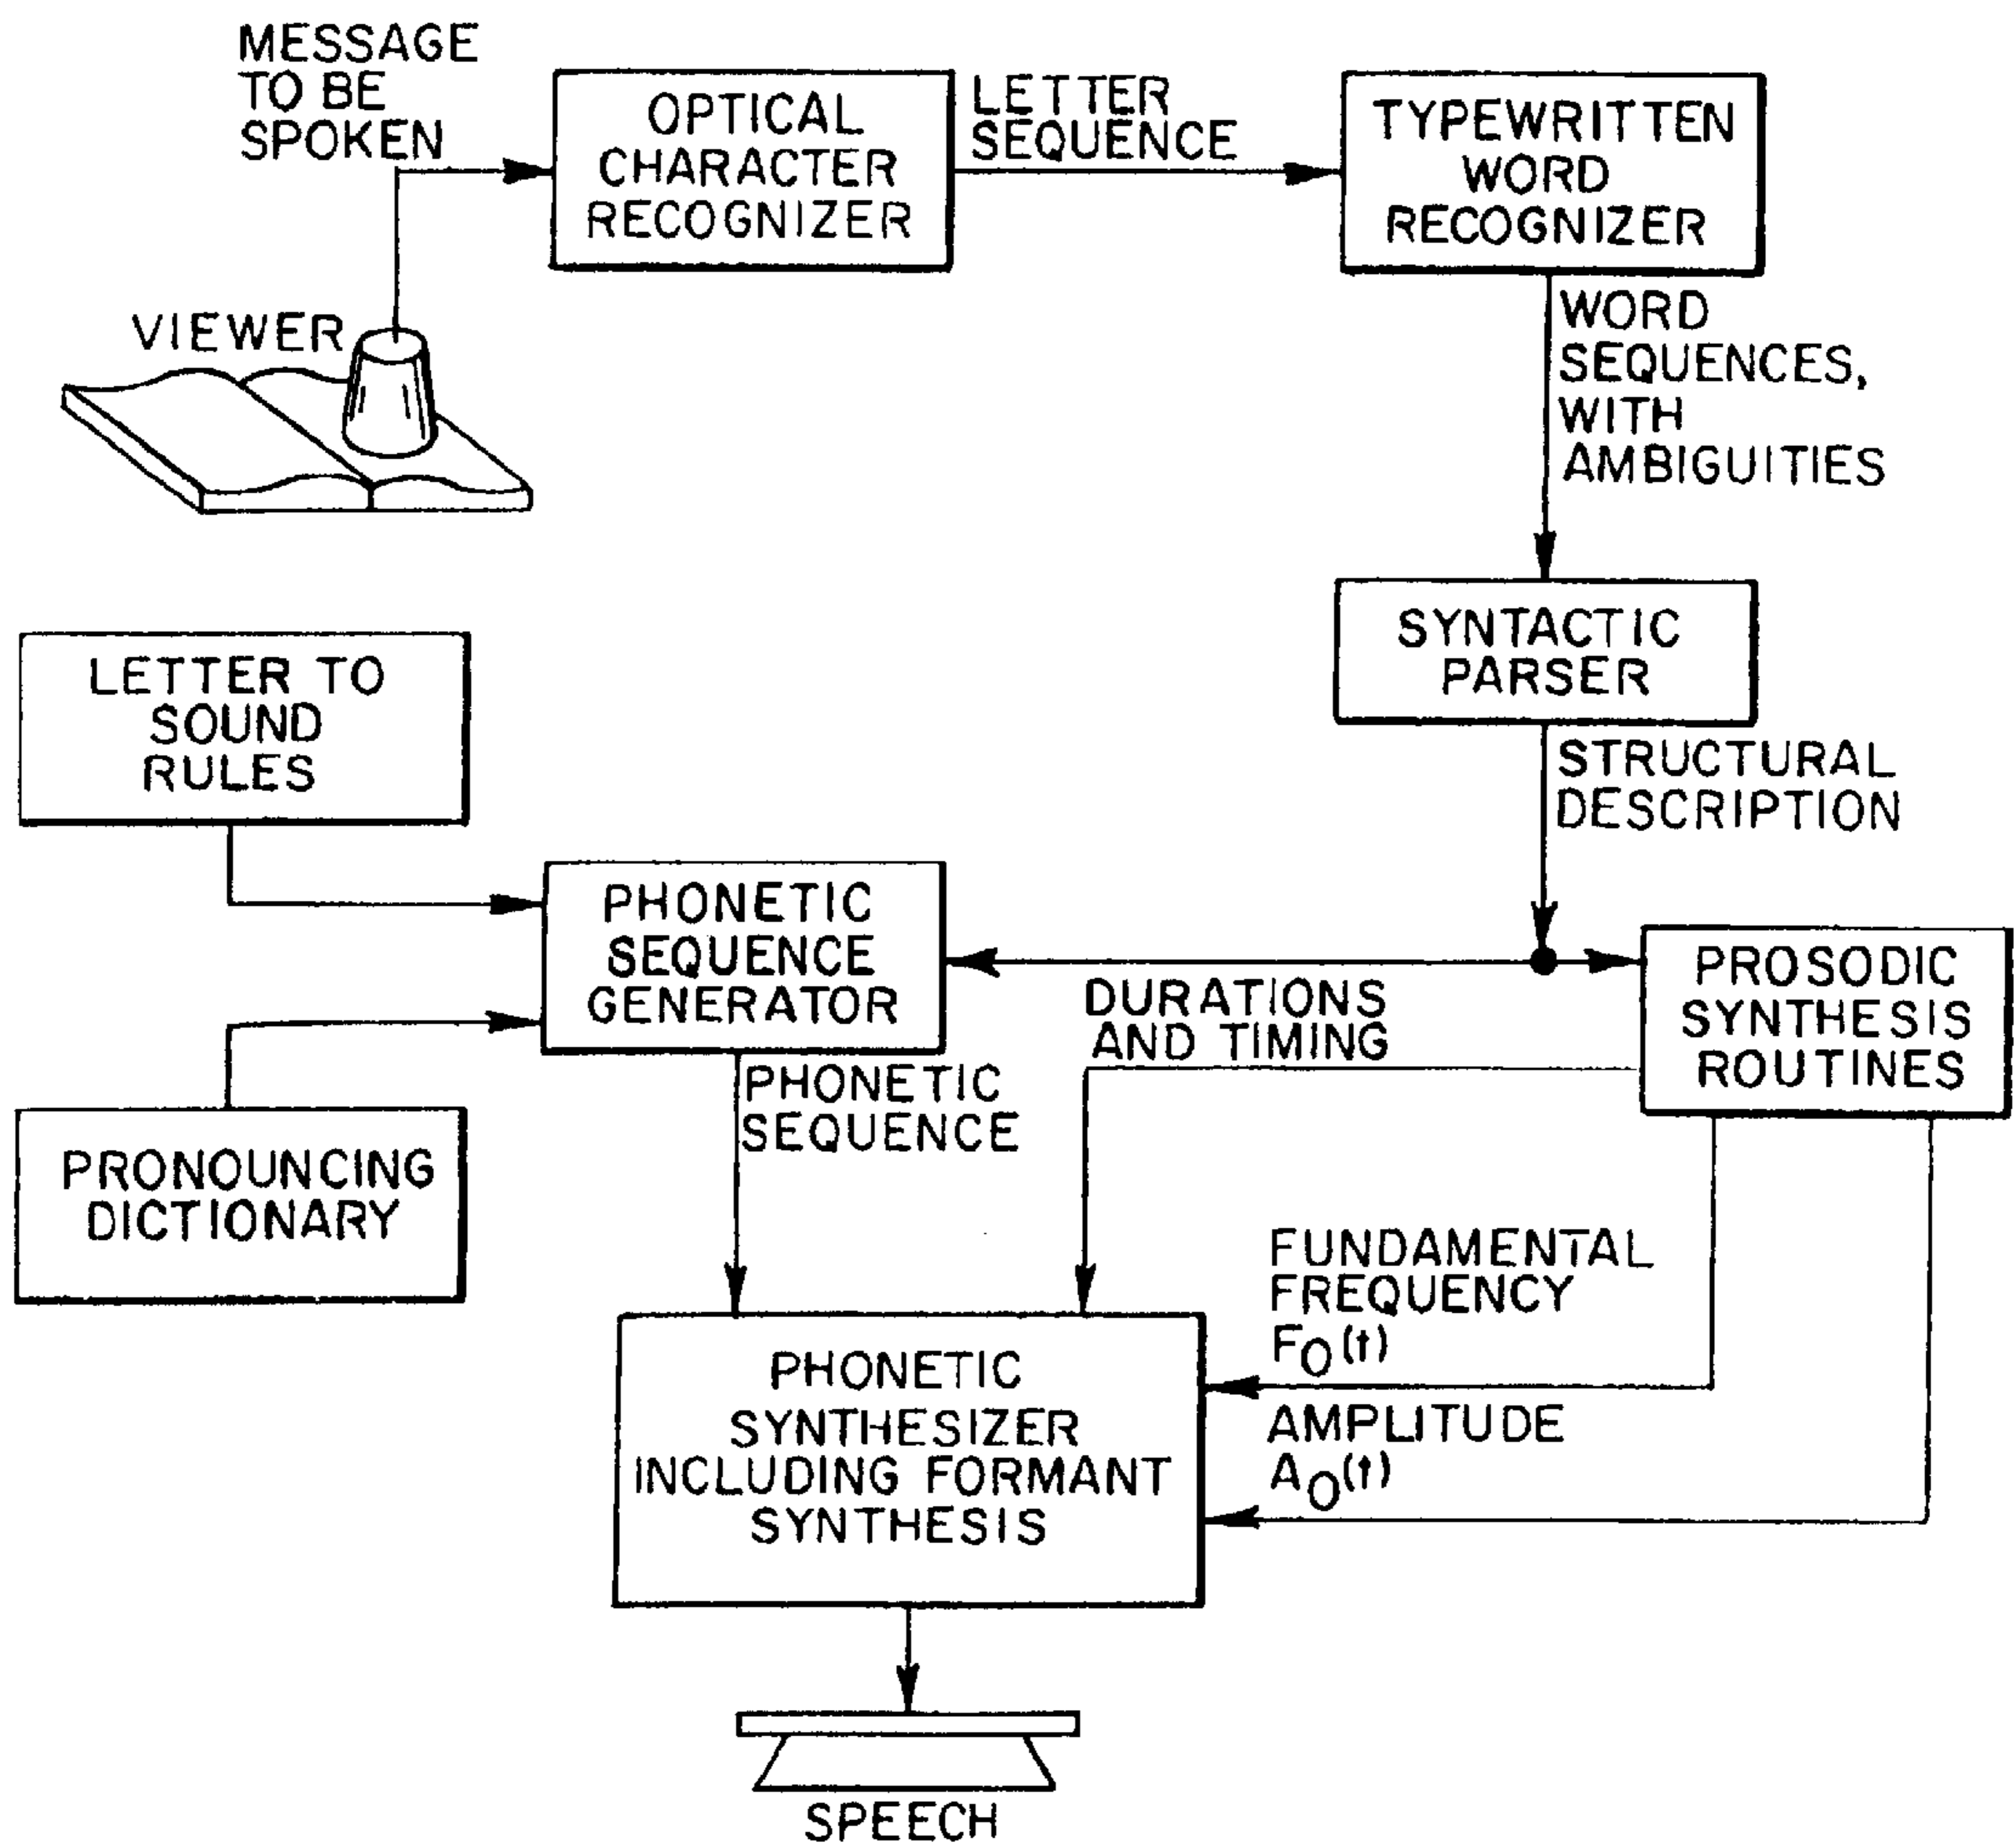 MESSAGE
TO BE
SPOKEN
OPTICAL
CHARACTER
RECOGNIZER
LETTER
SEQUENCE
TYPEWRITTEN
WORD
RECOGNIZER
VIEWER
WORD
SEQUENCES,
WITH
AMBIGUITIES
SYNTACTIC
PARSER
STRUCTURAL
DESCRIPTION
LETTER TO
SOUND
RULES
PHONETIC
SEQUENCE
GENERATOR
DURATIONS
AND TIMING
PROSODIC
SYNTHESIS
ROUTINES
PRONOUNCING
DICTIONARY
PHONETIC
SEQUENCE
FUNDAMENTAL
FREQUENCY
F0(t)
AMPLITUDE
A0(t)
PHONETIC
SYNTHESIZER
INCLUDING FORMANT
SYNTHESIS
SPEECH